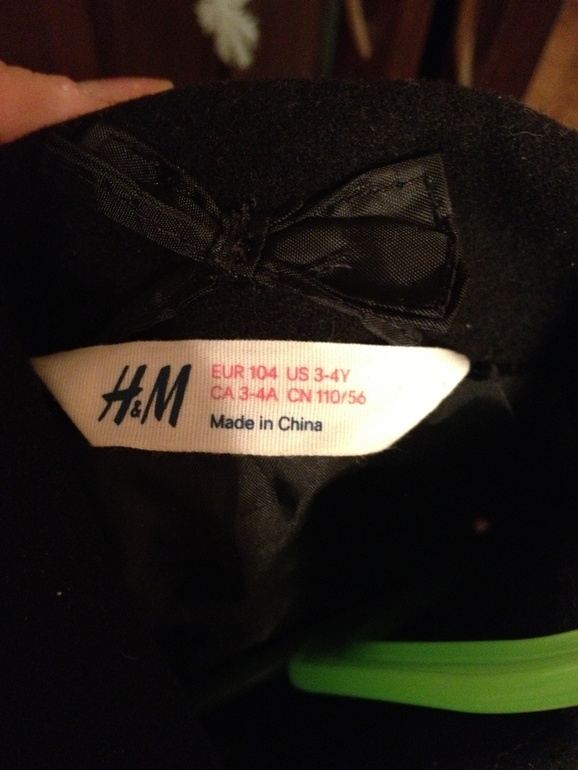 H&M
EUR 104 US 3-4Y
CA 3-4A CN 110/56
Made in China